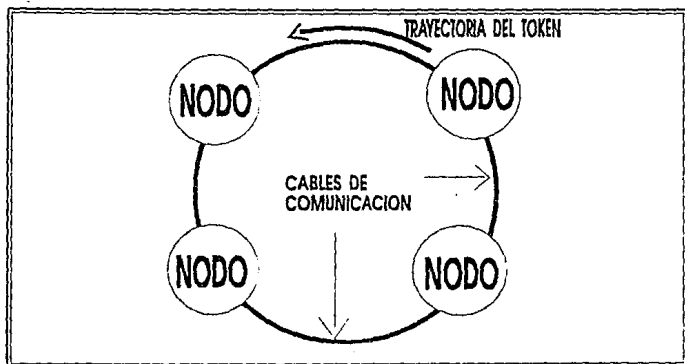 TRAYECTORIA DEL TOKEN
NODO
NODO
CABLES DE
COMUNICACION
NODO
NODO